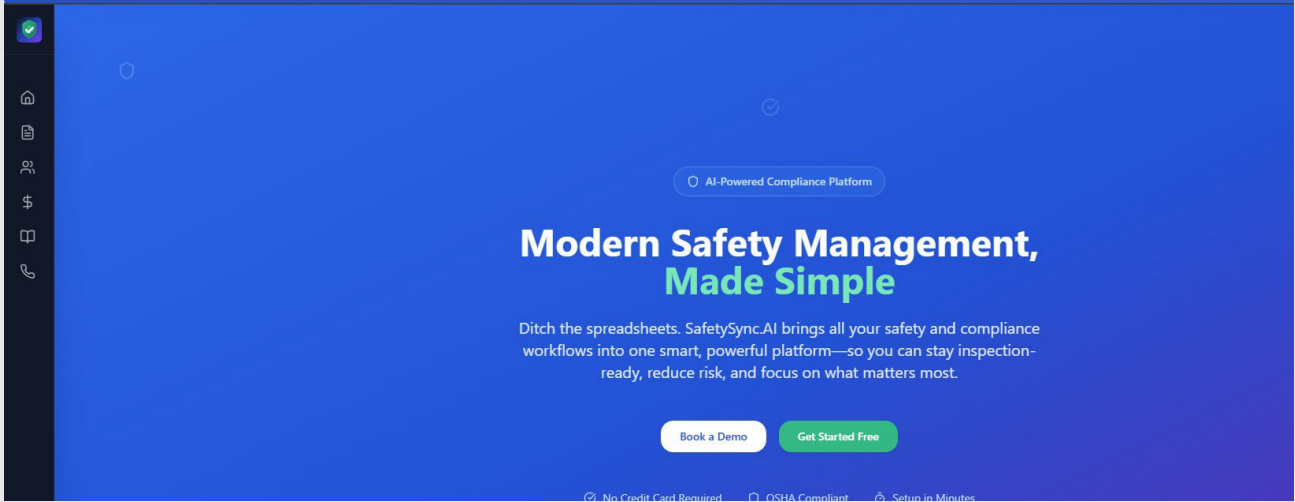 AI-Powered Compliance Platform
Modern Safety Management,
Made Simple
Ditch the spreadsheets. SafetySync.AI brings all your safety and compliance
workflows into one smart, powerful platform—so you can stay inspection-
ready, reduce risk, and focus on what matters most.
Book a Demo
Get Started Free
No Credit Card Required
OSHA Compliant
Setup in Minutes